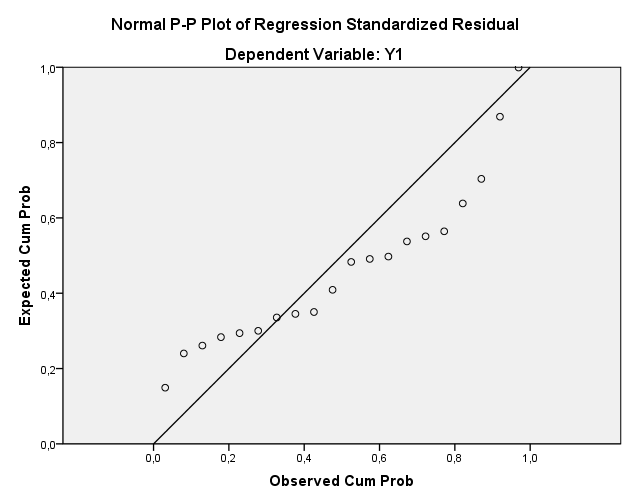 Normal P-P Plot of Regression Standardized Residual
Dependent Variable: Y1
1,0
0,8
0,6
0,4
0,2
0,0
Expected Cum Prob
0,0 0,2 0,4 0,6 0,8 1,0
Observed Cum Prob